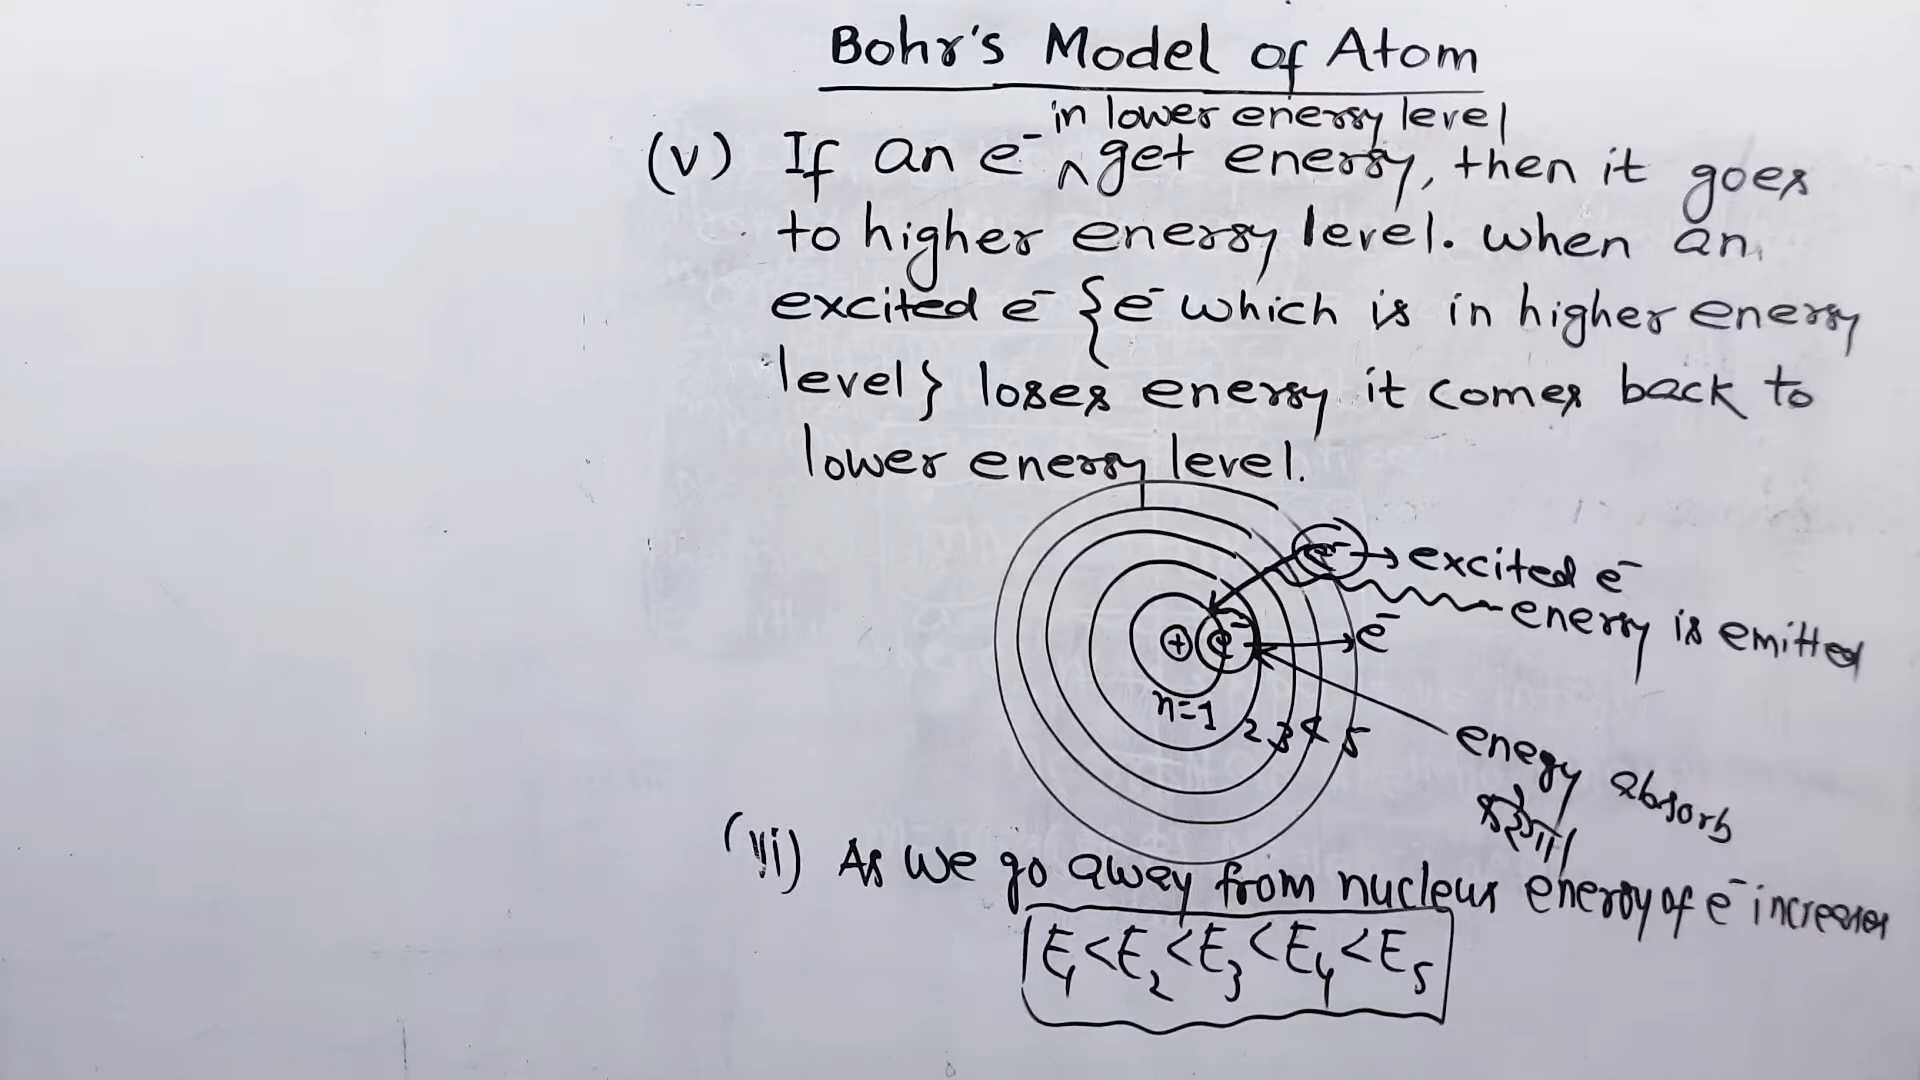 Bohr's Model of Atom
in lower energy level
(v) If an e⁻ ^ get energy, then it goes
to higher energy level. when an
excited e⁻ {e⁻ which is in higher energy
level} loses energy it comes back to
lower energy level.
e⁻ → excited e⁻
energy is emitted
+ e⁻ e⁻
n=1 2 3 4 5
enegy absorb
करेगा
(vi) As we go away from nucleus energy of e⁻ increases
E₁<E₂<E₃<E₄<E₅